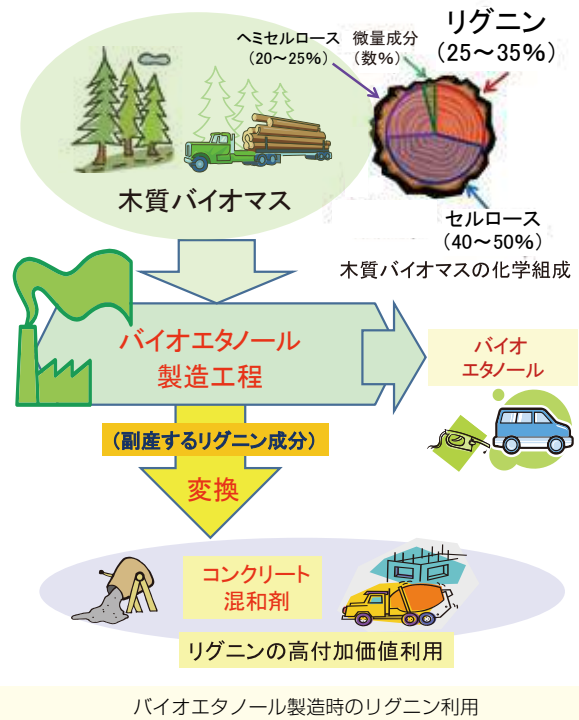 リグニン
(25~35%)
ヘミセルロース
(20~25%)
微量成分
(数%)
木質バイオマス
セルロース
(40~50%)
木質バイオマスの化学組成
バイオエタノール
製造工程
バイオ
エタノール
(副産するリグニン成分)
変換
コンクリート
混和剤
リグニンの高付加価値利用
バイオエタノール製造時のリグニン利用